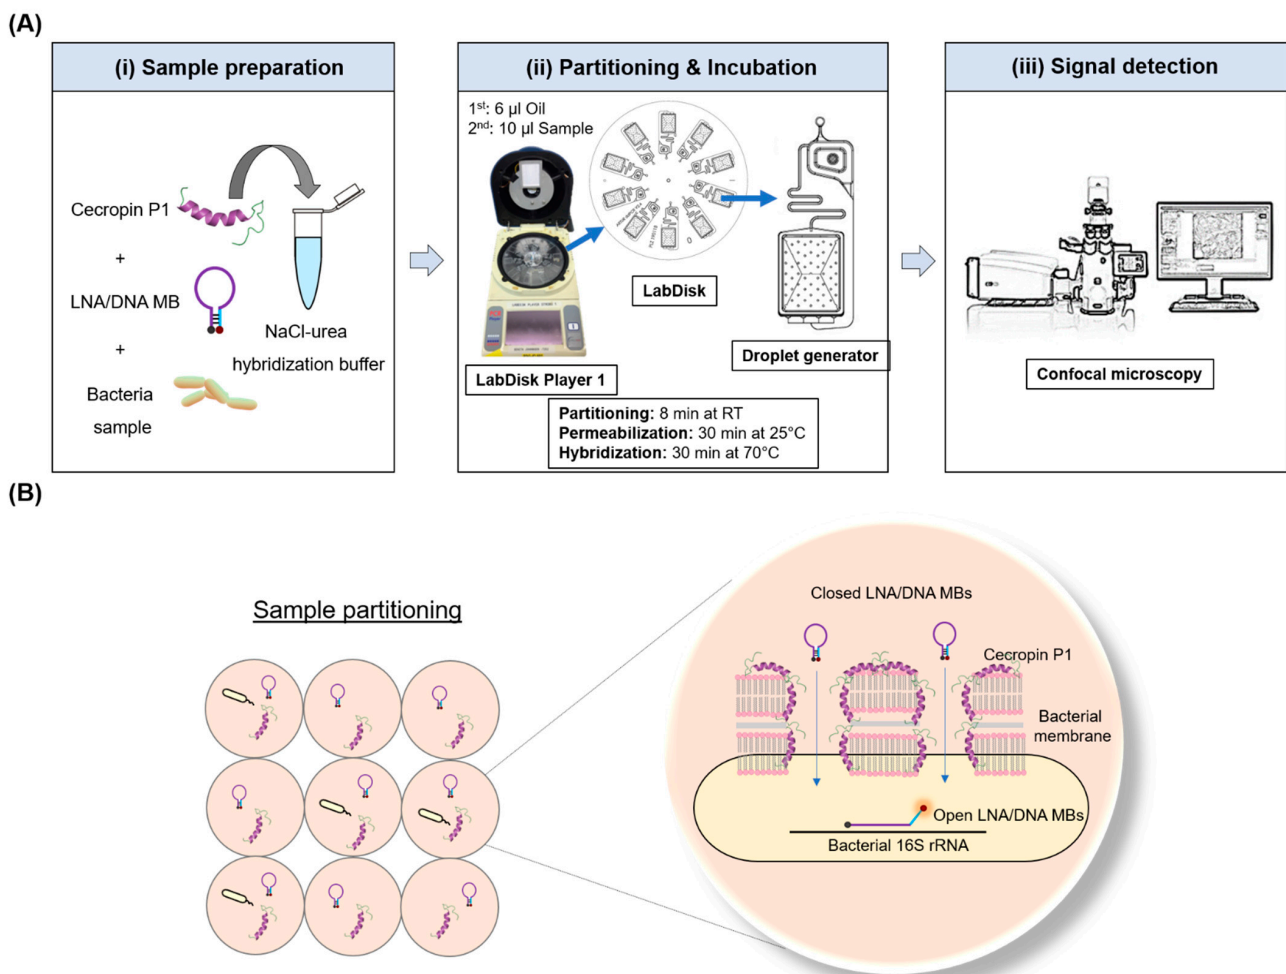 (A)
(i) Sample preparation
Cecropin P1
+
LNA/DNA MB
+
Bacteria
sample
NaCl-urea
hybridization buffer
(ii) Partitioning & Incubation
1st: 6 µl Oil
2nd: 10 µl Sample
LabDisk Player 1
LabDisk
Droplet generator
Partitioning: 8 min at RT
Permeabilization: 30 min at 25°C
Hybridization: 30 min at 70°C
(iii) Signal detection
Confocal microscopy
(B)
Sample partitioning
Closed LNA/DNA MBs
Cecropin P1
Bacterial
membrane
Open LNA/DNA MBs
Bacterial 16S rRNA